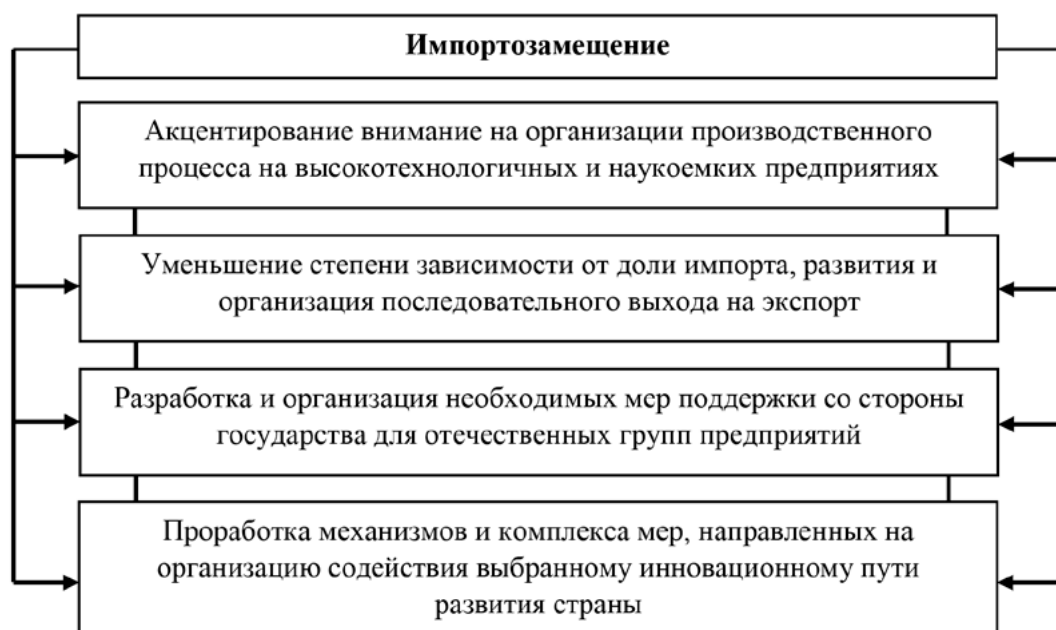 Импортозамещение
Акцентирование внимание на организации производственного
процесса на высокотехнологичных и наукоемких предприятиях
Уменьшение степени зависимости от доли импорта, развития и
организация последовательного выхода на экспорт
Разработка и организация необходимых мер поддержки со стороны
государства для отечественных групп предприятий
Проработка механизмов и комплекса мер, направленных на
организацию содействия выбранному инновационному пути
развития страны